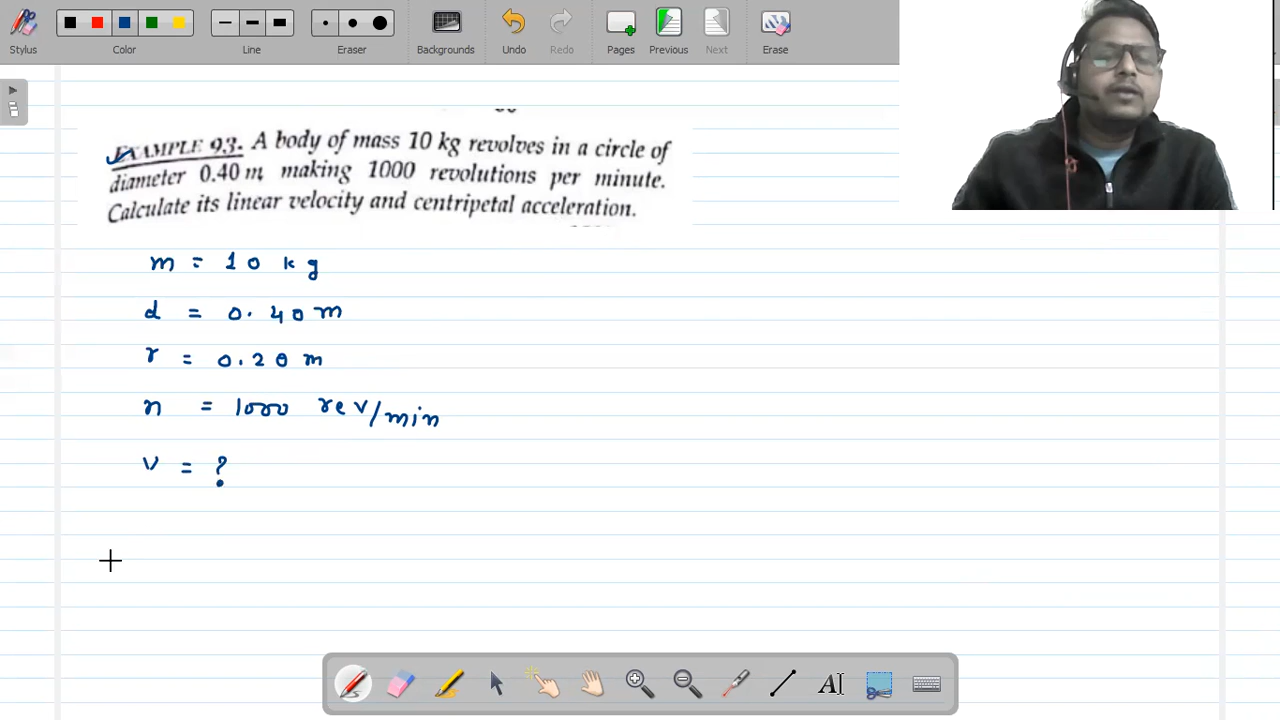 Stylus Color Line Eraser Backgrounds Undo Redo Pages Previous Next Erase
EXAMPLE 93. A body of mass 10 kg revolves in a circle of
diameter 0.40 m, making 1000 revolutions per minute.
Calculate its linear velocity and centripetal acceleration.
m = 10 kg
d = 0.40 m
r = 0.20 m
n = 1000 rev/min
v = ?
AI